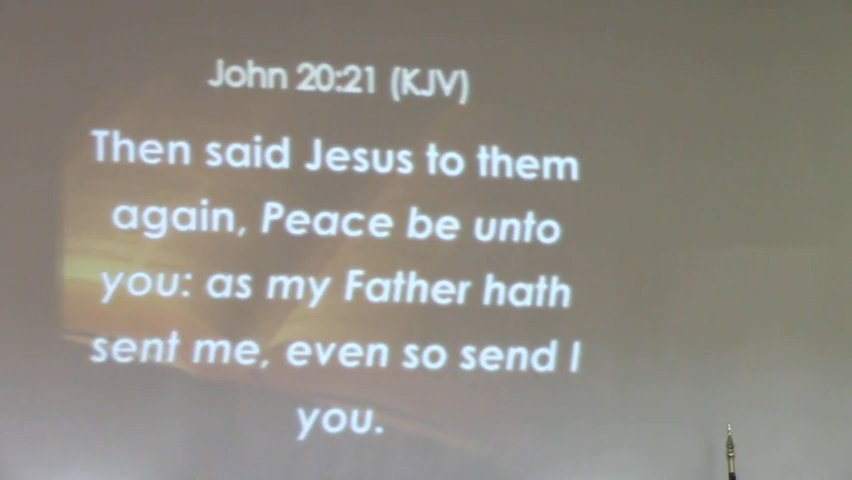 John 20:21 (KJV)
Then said Jesus to them
again, Peace be unto
you: as my Father hath
sent me, even so send I
you.